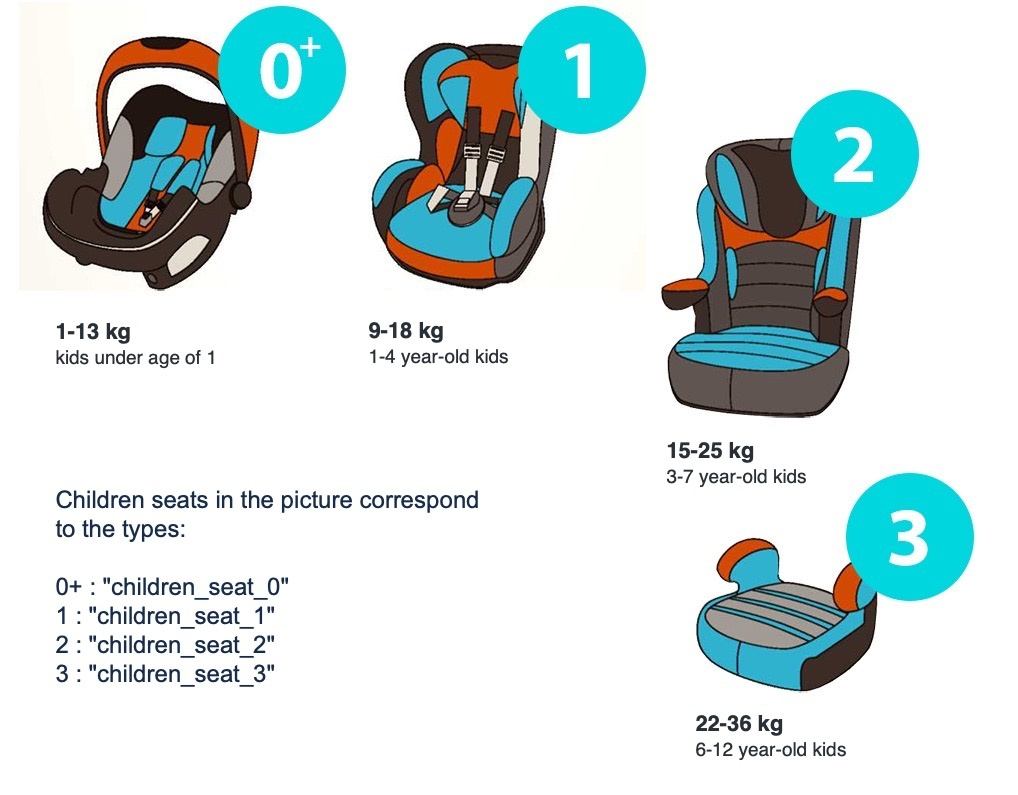 0+
1
2
1-13 kg
kids under age of 1
9-18 kg
1-4 year-old kids
15-25 kg
3-7 year-old kids
Children seats in the picture correspond
to the types:
0+ : "children_seat_0"
1 : "children_seat_1"
2 : "children_seat_2"
3 : "children_seat_3"
3
22-36 kg
6-12 year-old kids